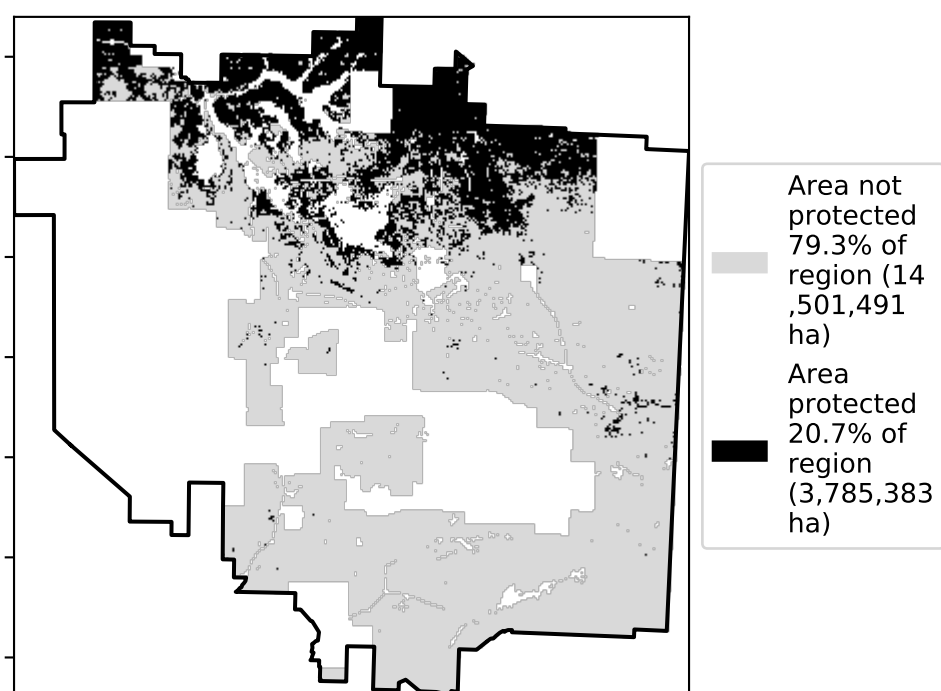 Area not
protected
79.3% of
region (14
,501,491
ha)
Area
protected
20.7% of
region
(3,785,383
ha)